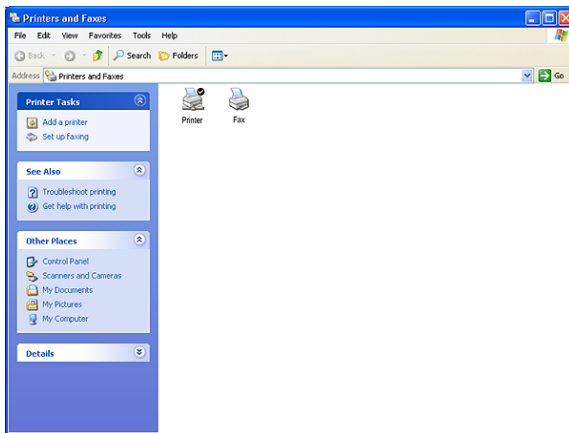 Printers and Faxes
File Edit View Favorites Tools Help
Back Search Folders
Address Printers and Faxes Go
Printer Tasks
Add a printer
Set up faxing
Printer Fax
See Also
Troubleshoot printing
Get help with printing
Other Places
Control Panel
Scanners and Cameras
My Documents
My Pictures
My Computer
Details